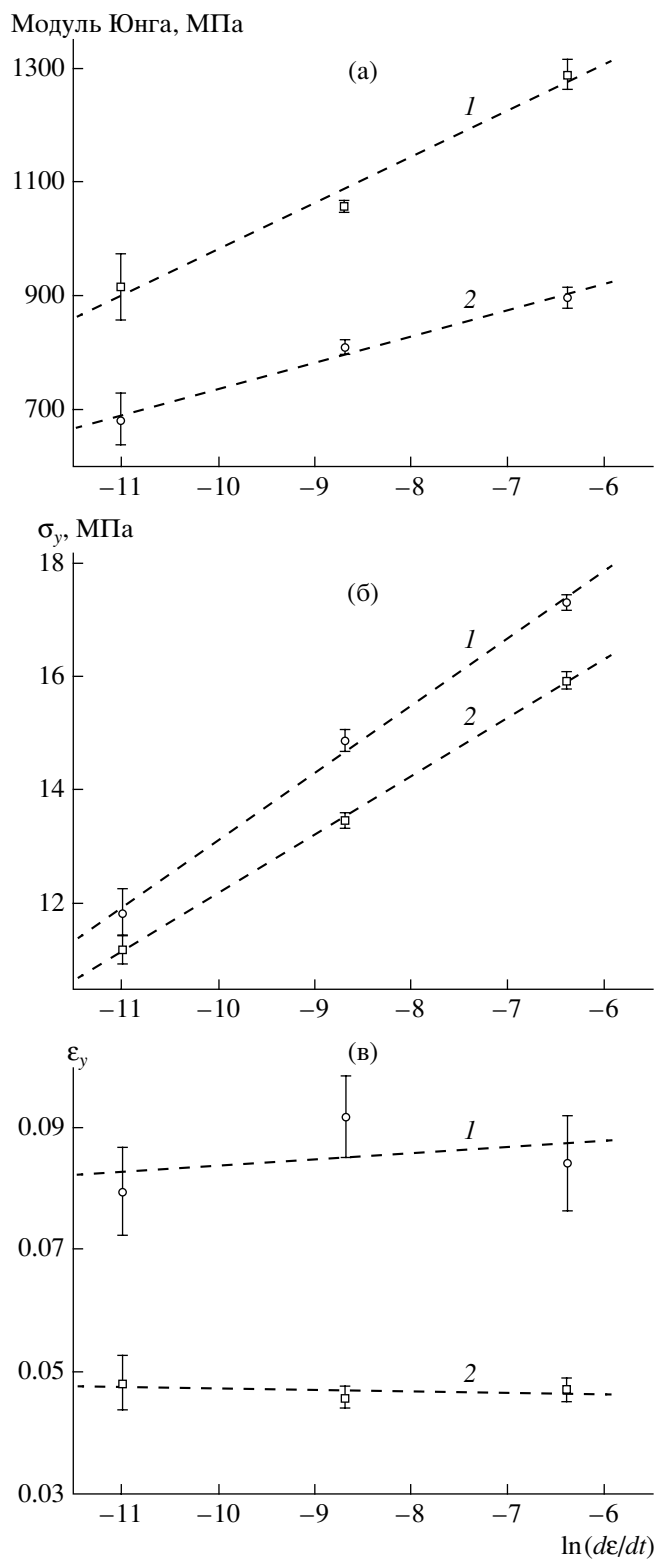 Модуль Юнга, МПа
1300
(а)
1
1100
900
2
700
–11 –10 –9 –8 –7 –6
σy, МПа
18
(б)
1
16
2
14
12
–11 –10 –9 –8 –7 –6
εy
(в)
0.09
1
0.07
0.05
2
0.03
–11 –10 –9 –8 –7 –6
ln(dε/dt)